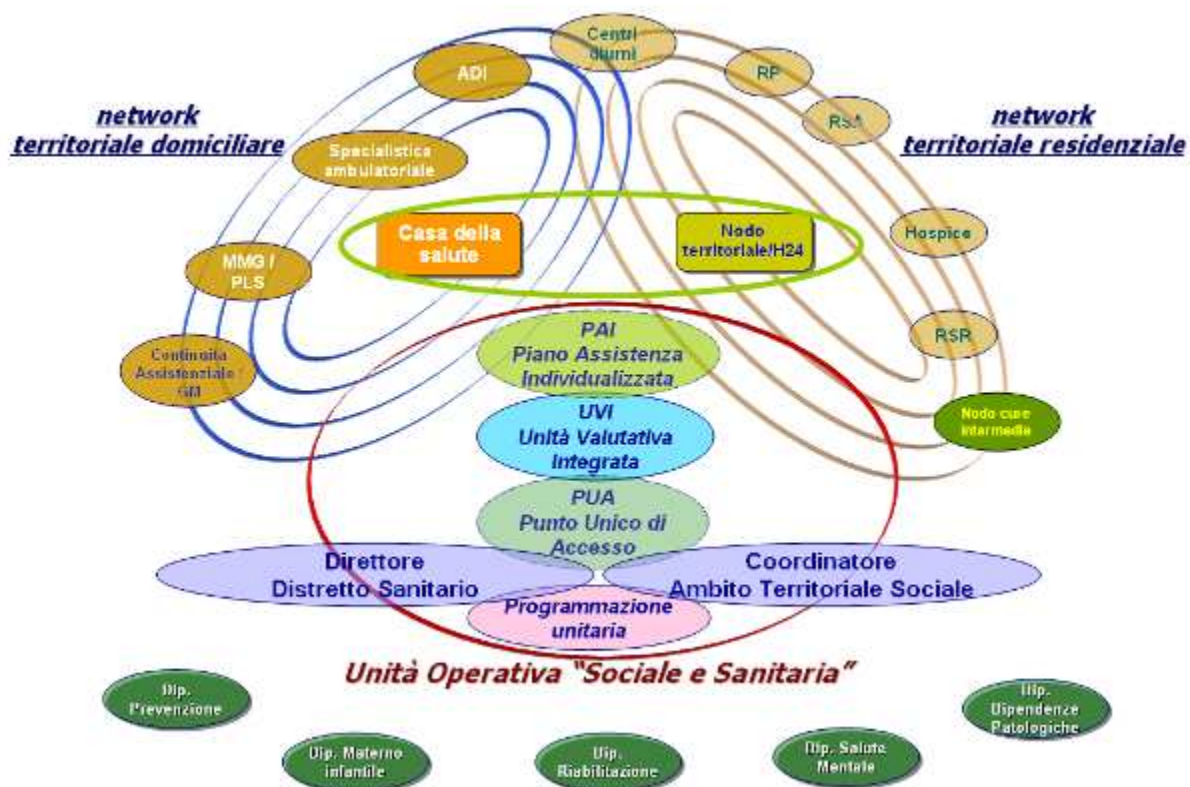 Centri
diurni
ADI
RP
RSA
network
territoriale domiciliare
network
territoriale residenziale
Specialistica
ambulatoriale
Casa della
salute
Nodo
territoriale/H24
Hospice
MMG /
PLS
RSR
Continuità
Assistenziale /
GM
Nodo cure
intermedie
PAI
Piano Assistenza
Individualizzata
UVI
Unità Valutativa
Integrata
PUA
Punto Unico di
Accesso
Direttore
Distretto Sanitario
Coordinatore
Ambito Territoriale Sociale
Programmazione
unitaria
Unità Operativa “Sociale e Sanitaria”
Dip.
Prevenzione
Dip. Materno
infantile
Dip.
Riabilitazione
Dip. Salute
Mentale
Dip.
Dipendenze
Patologiche